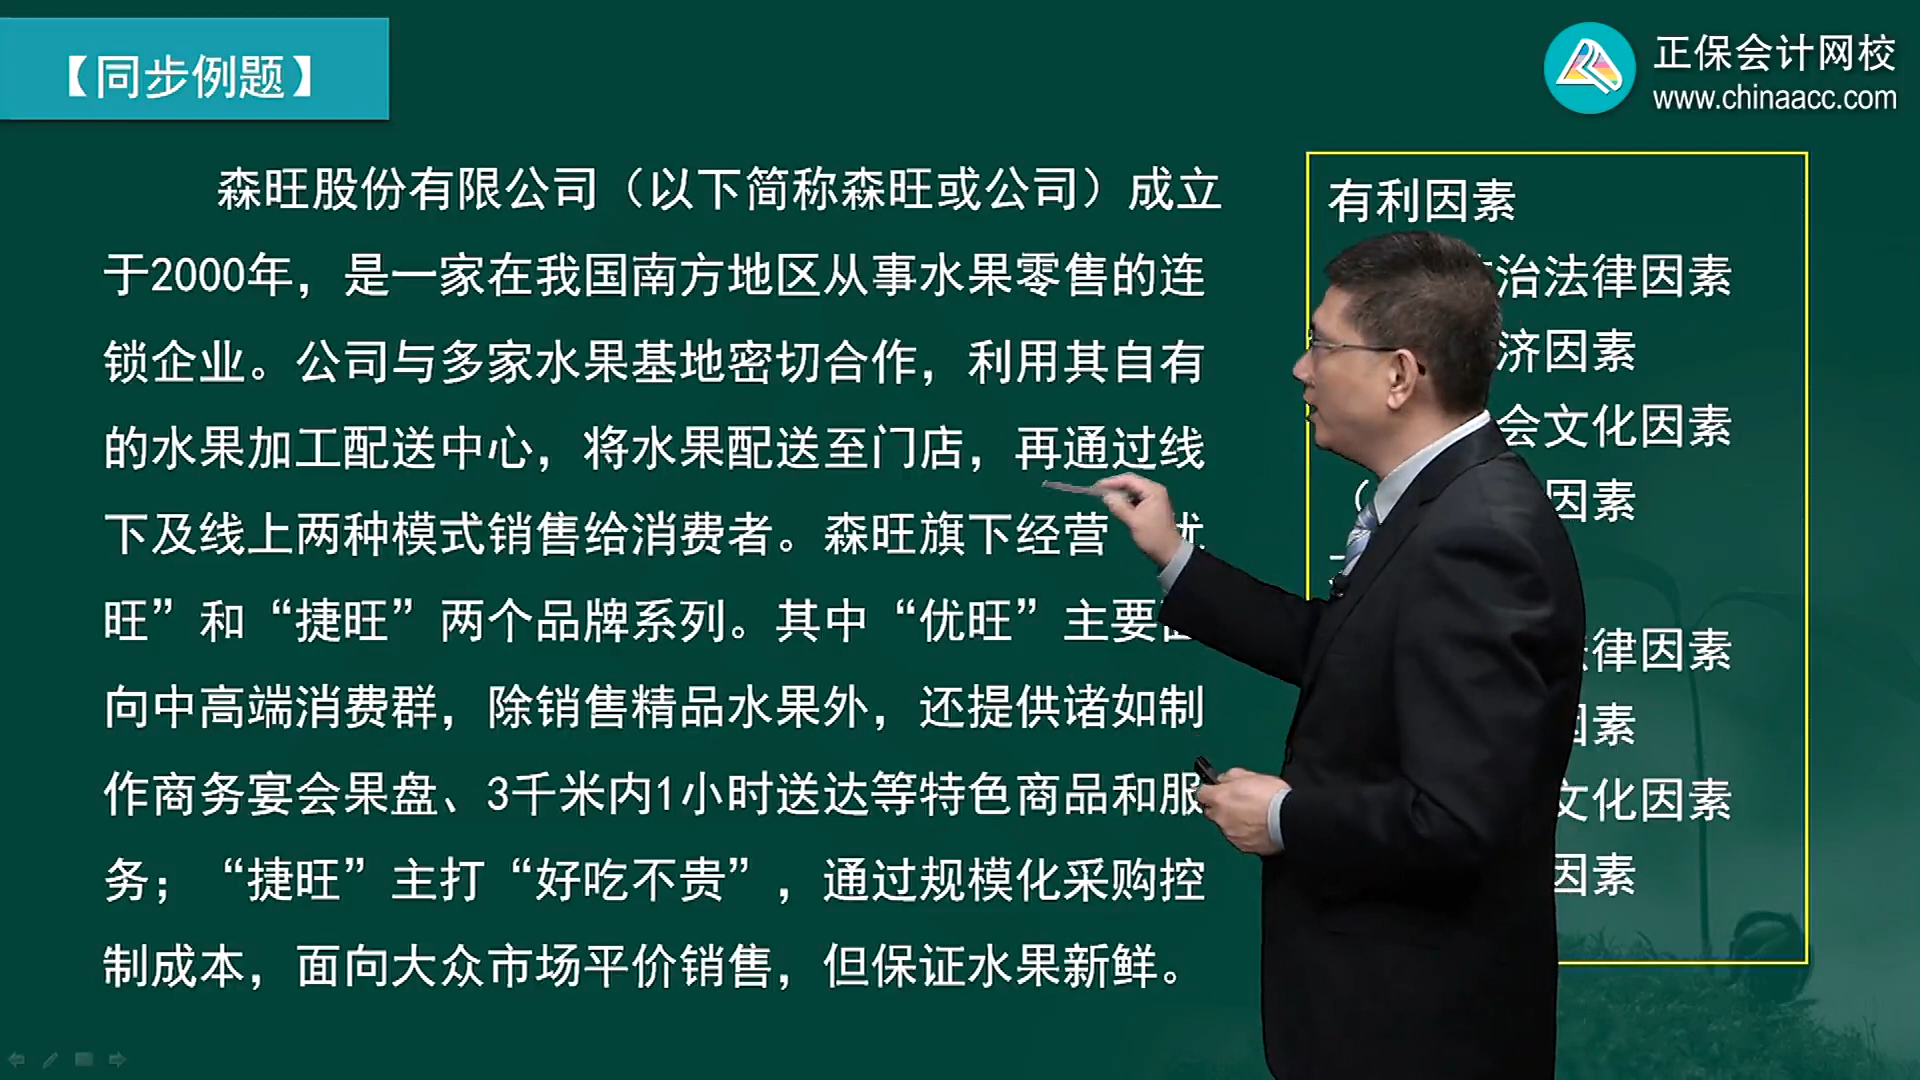 【同步例题】
正保会计网校
www.chinaacc.com
森旺股份有限公司（以下简称森旺或公司）成立
于2000年，是一家在我国南方地区从事水果零售的连
锁企业。公司与多家水果基地密切合作，利用其自有
的水果加工配送中心，将水果配送至门店，再通过线
下及线上两种模式销售给消费者。森旺旗下经营
旺”和“捷旺”两个品牌系列。其中“优旺”主要
向中高端消费群，除销售精品水果外，还提供诸如制
作商务宴会果盘、3千米内1小时送达等特色商品和服
务；“捷旺”主打“好吃不贵”，通过规模化采购控
制成本，面向大众市场平价销售，但保证水果新鲜。
有利因素
治法律因素
济因素
会文化因素
（ 因素
律因素
因素
文化因素
因素